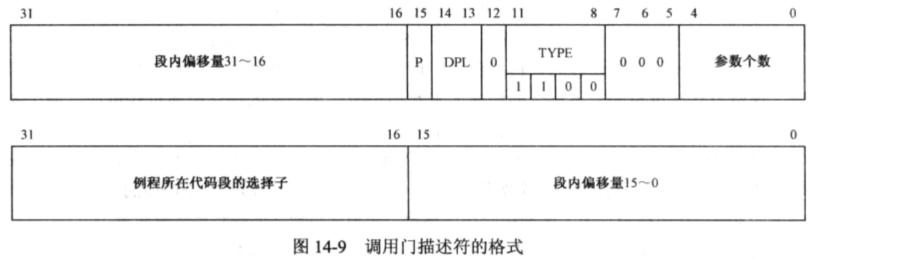 31 16 15 14 13 12 11 8 7 6 5 4 0
段内偏移量31～16 P DPL 0 TYPE 0 0 0 参数个数
1 1 0 0
31 16 15 0
例程所在代码段的选择子 段内偏移量15～0
图 14-9 调用门描述符的格式